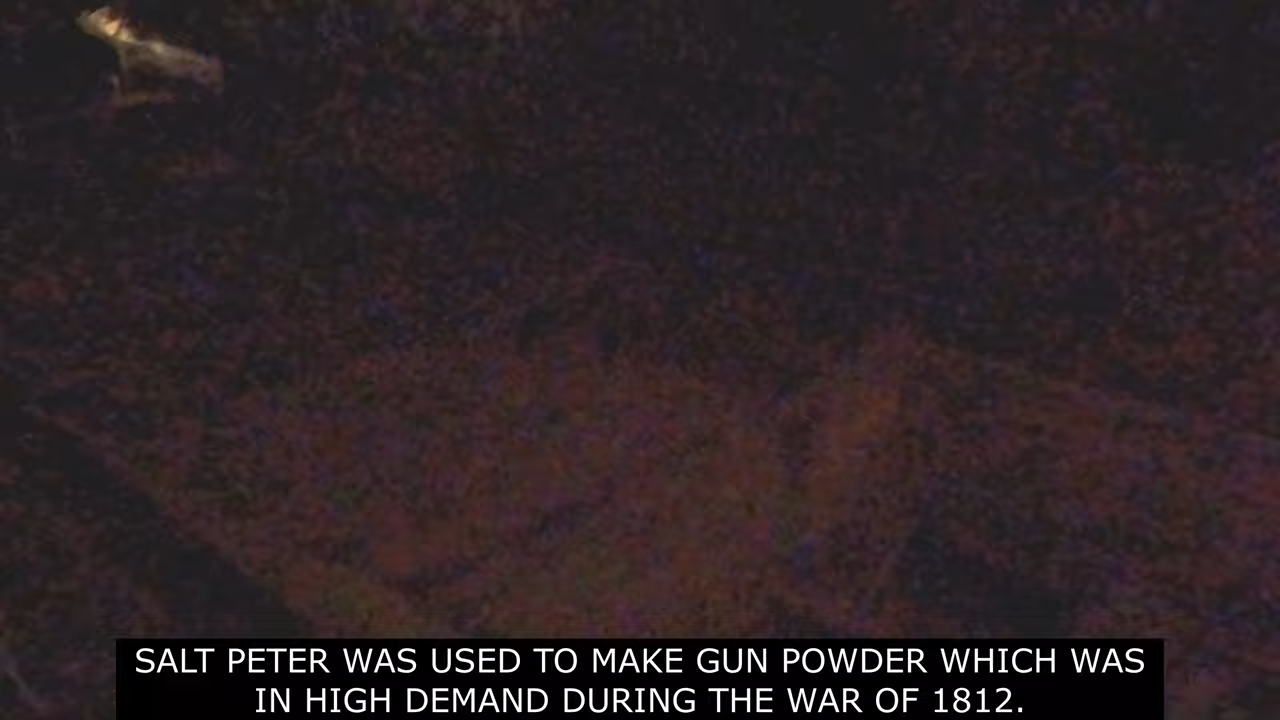 SALT PETER WAS USED TO MAKE GUN POWDER WHICH WAS
IN HIGH DEMAND DURING THE WAR OF 1812.